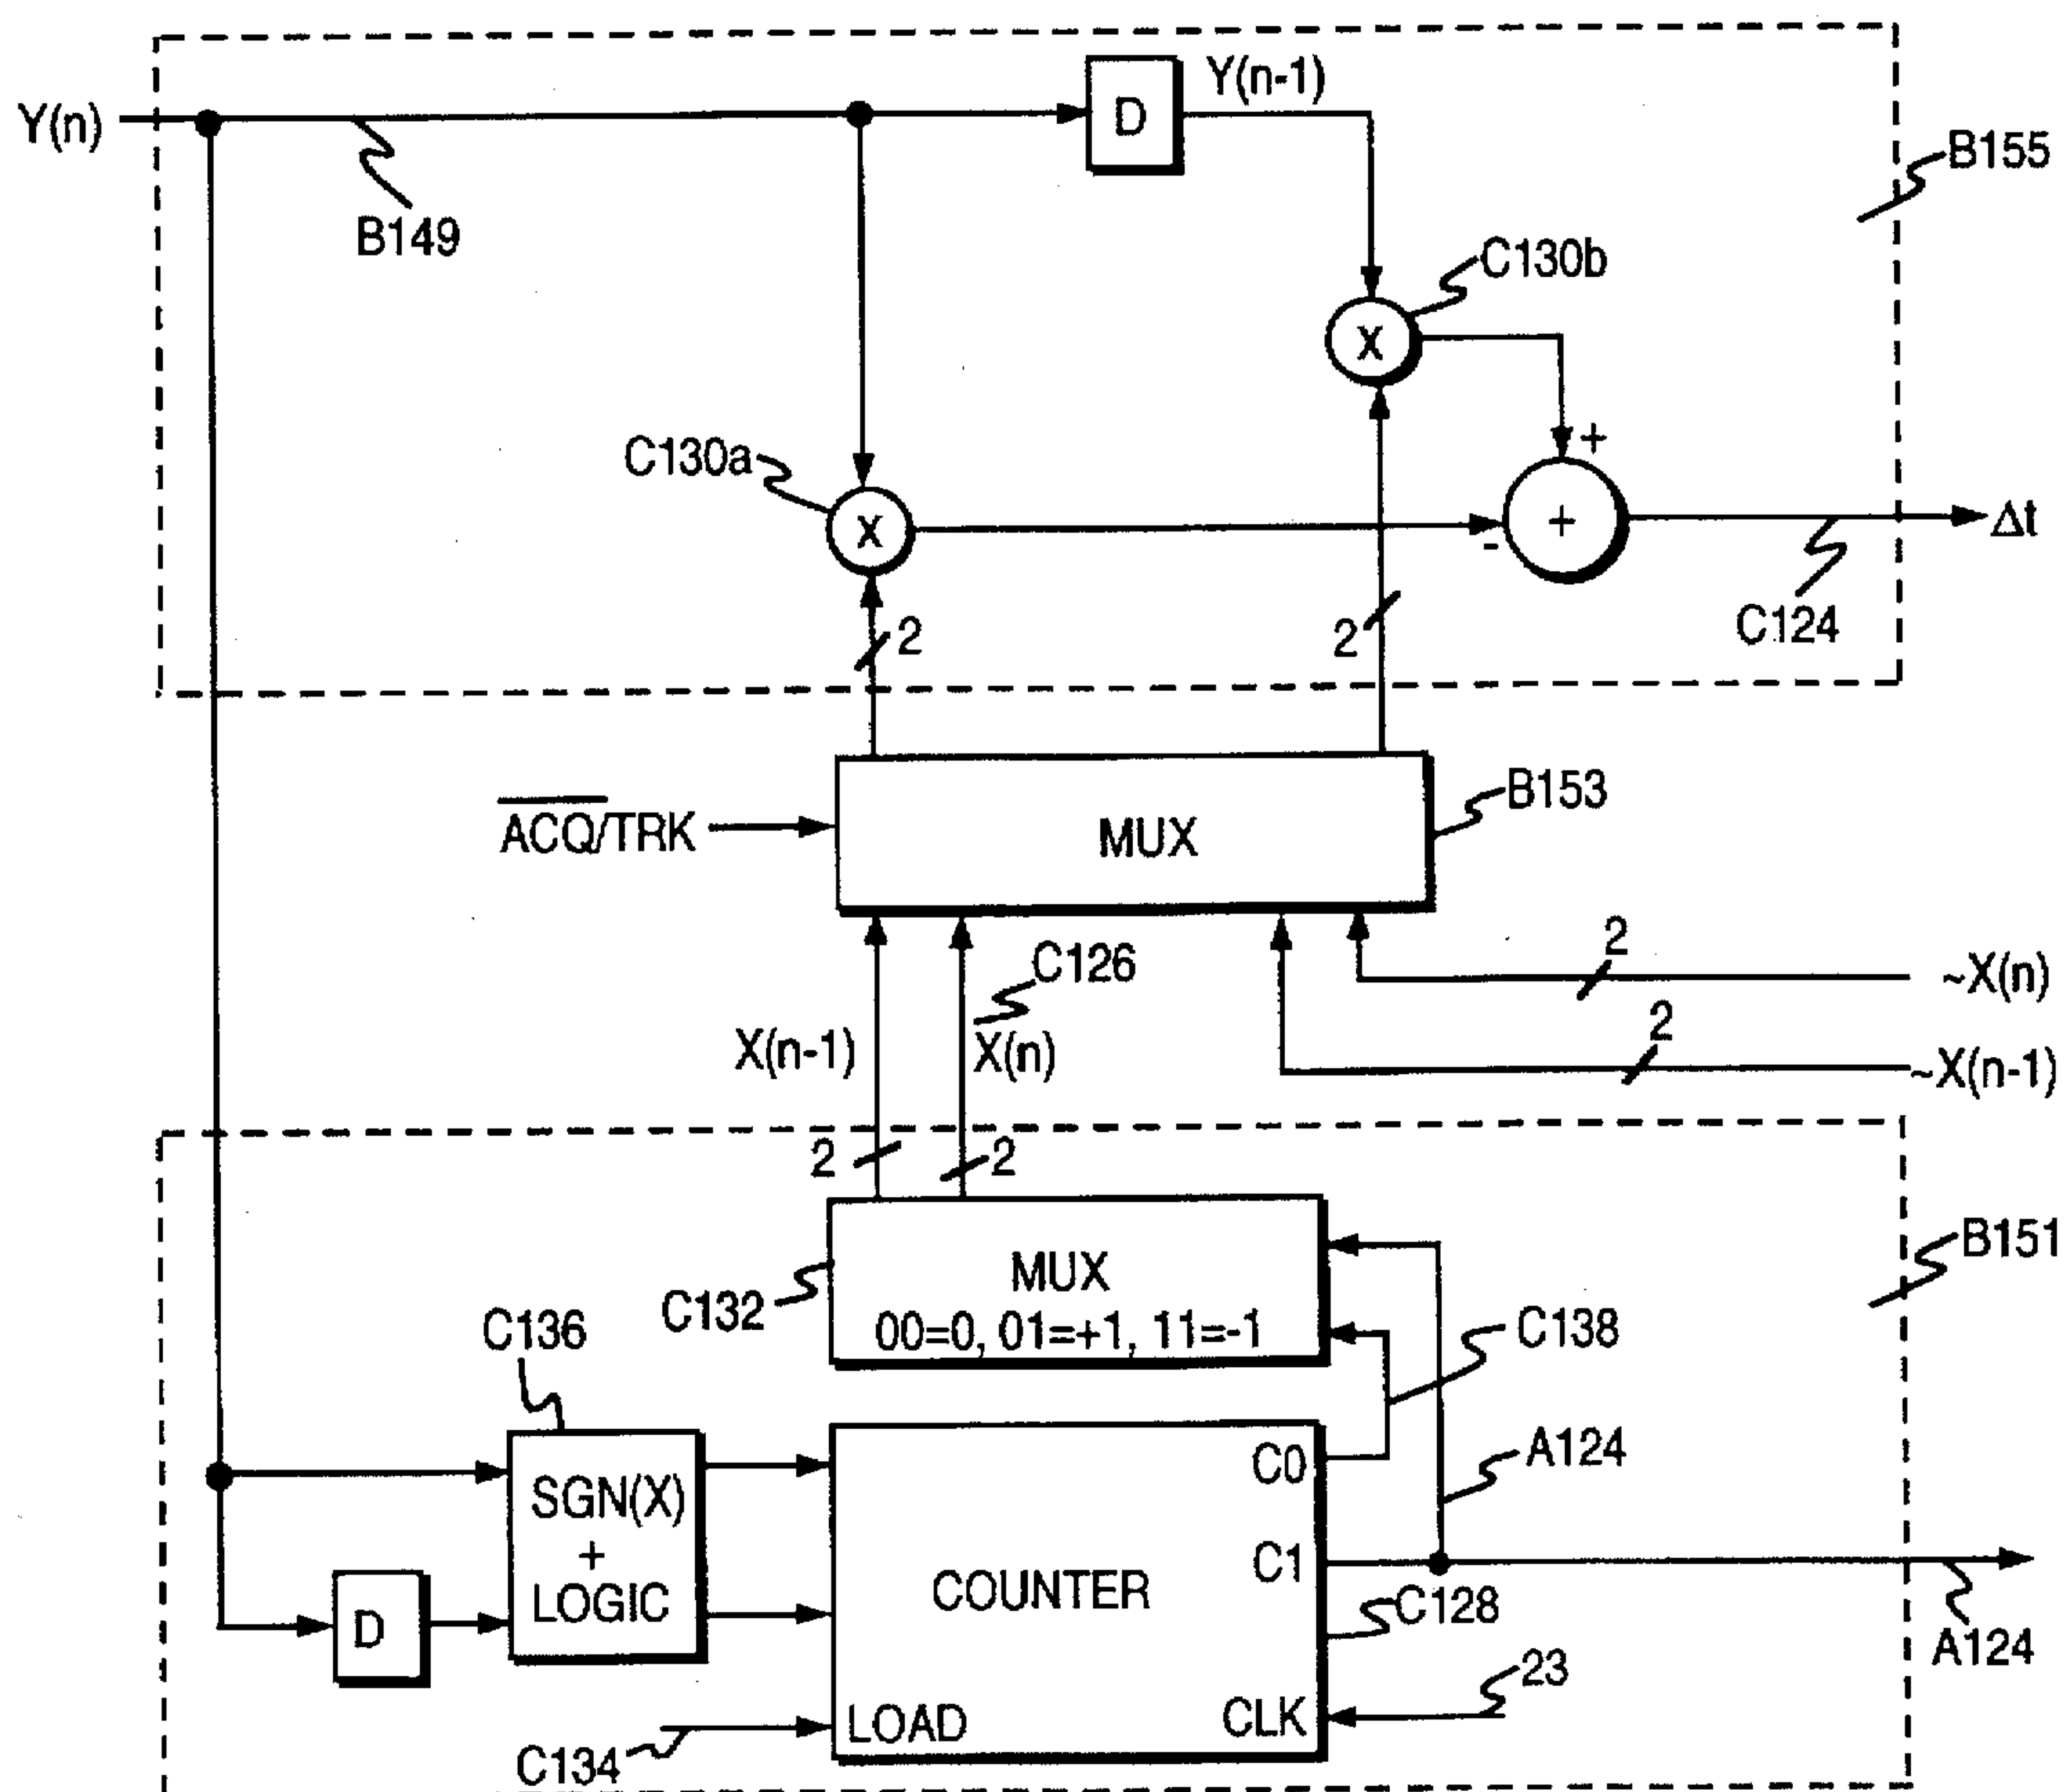 Y(n)
D
Y(n-1)
B155
B149
C130b
X
C130a
+
X
-
+
Δt
C124
2
2
B153
ACQ/TRK
MUX
C126
2
~X(n)
X(n-1)
X(n)
2
~X(n-1)
2
2
B151
MUX
00=0, 01=+1, 11=-1
C132
C136
C138
SGN(X)
+
LOGIC
C0
A124
C1
COUNTER
C128
D
A124
23
LOAD
CLK
C134